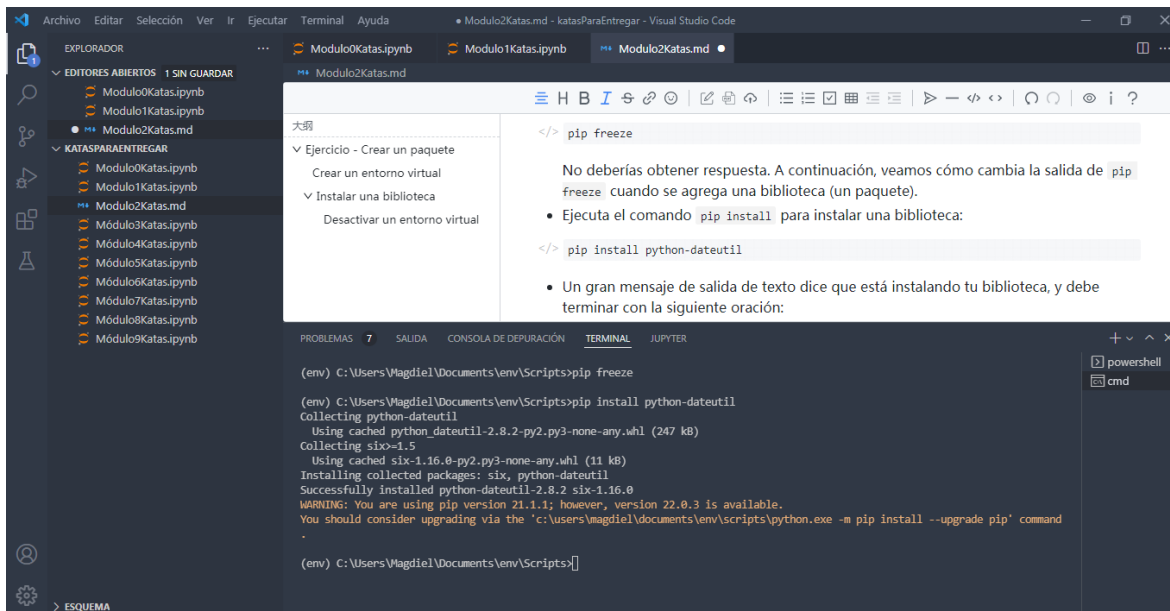 Archivo Editar Selección Ver Ir Ejecutar Terminal Ayuda
● Modulo2Katas.md - katasParaEntregar - Visual Studio Code
EXPLORADOR
Modulo0Katas.ipynb
Modulo1Katas.ipynb
Modulo2Katas.md
EDITORES ABIERTOS 1 SIN GUARDAR
Modulo0Katas.ipynb
Modulo1Katas.ipynb
Modulo2Katas.md
KATASPARAENTREGAR
Modulo0Katas.ipynb
Modulo1Katas.ipynb
Modulo2Katas.md
Módulo3Katas.ipynb
Módulo4Katas.ipynb
Módulo5Katas.ipynb
Módulo6Katas.ipynb
Módulo7Katas.ipynb
Módulo8Katas.ipynb
Módulo9Katas.ipynb
ESQUEMA
Modulo2Katas.md
大纲
Ejercicio - Crear un paquete
Crear un entorno virtual
Instalar una biblioteca
Desactivar un entorno virtual
pip freeze
No deberías obtener respuesta. A continuación, veamos cómo cambia la salida de pip
freeze cuando se agrega una biblioteca (un paquete).
• Ejecuta el comando pip install para instalar una biblioteca:
pip install python-dateutil
• Un gran mensaje de salida de texto dice que está instalando tu biblioteca, y debe
terminar con la siguiente oración:
PROBLEMAS 7 SALIDA CONSOLA DE DEPURACIÓN TERMINAL JUPYTER
powershell
cmd
(env) C:\Users\Magdiel\Documents\env\Scripts>pip freeze
(env) C:\Users\Magdiel\Documents\env\Scripts>pip install python-dateutil
Collecting python-dateutil
Using cached python_dateutil-2.8.2-py2.py3-none-any.whl (247 kB)
Collecting six>=1.5
Using cached six-1.16.0-py2.py3-none-any.whl (11 kB)
Installing collected packages: six, python-dateutil
Successfully installed python-dateutil-2.8.2 six-1.16.0
WARNING: You are using pip version 21.1.1; however, version 22.0.3 is available.
You should consider upgrading via the 'c:\users\magdiel\documents\env\scripts\python.exe -m pip install --upgrade pip' command
.
(env) C:\Users\Magdiel\Documents\env\Scripts>